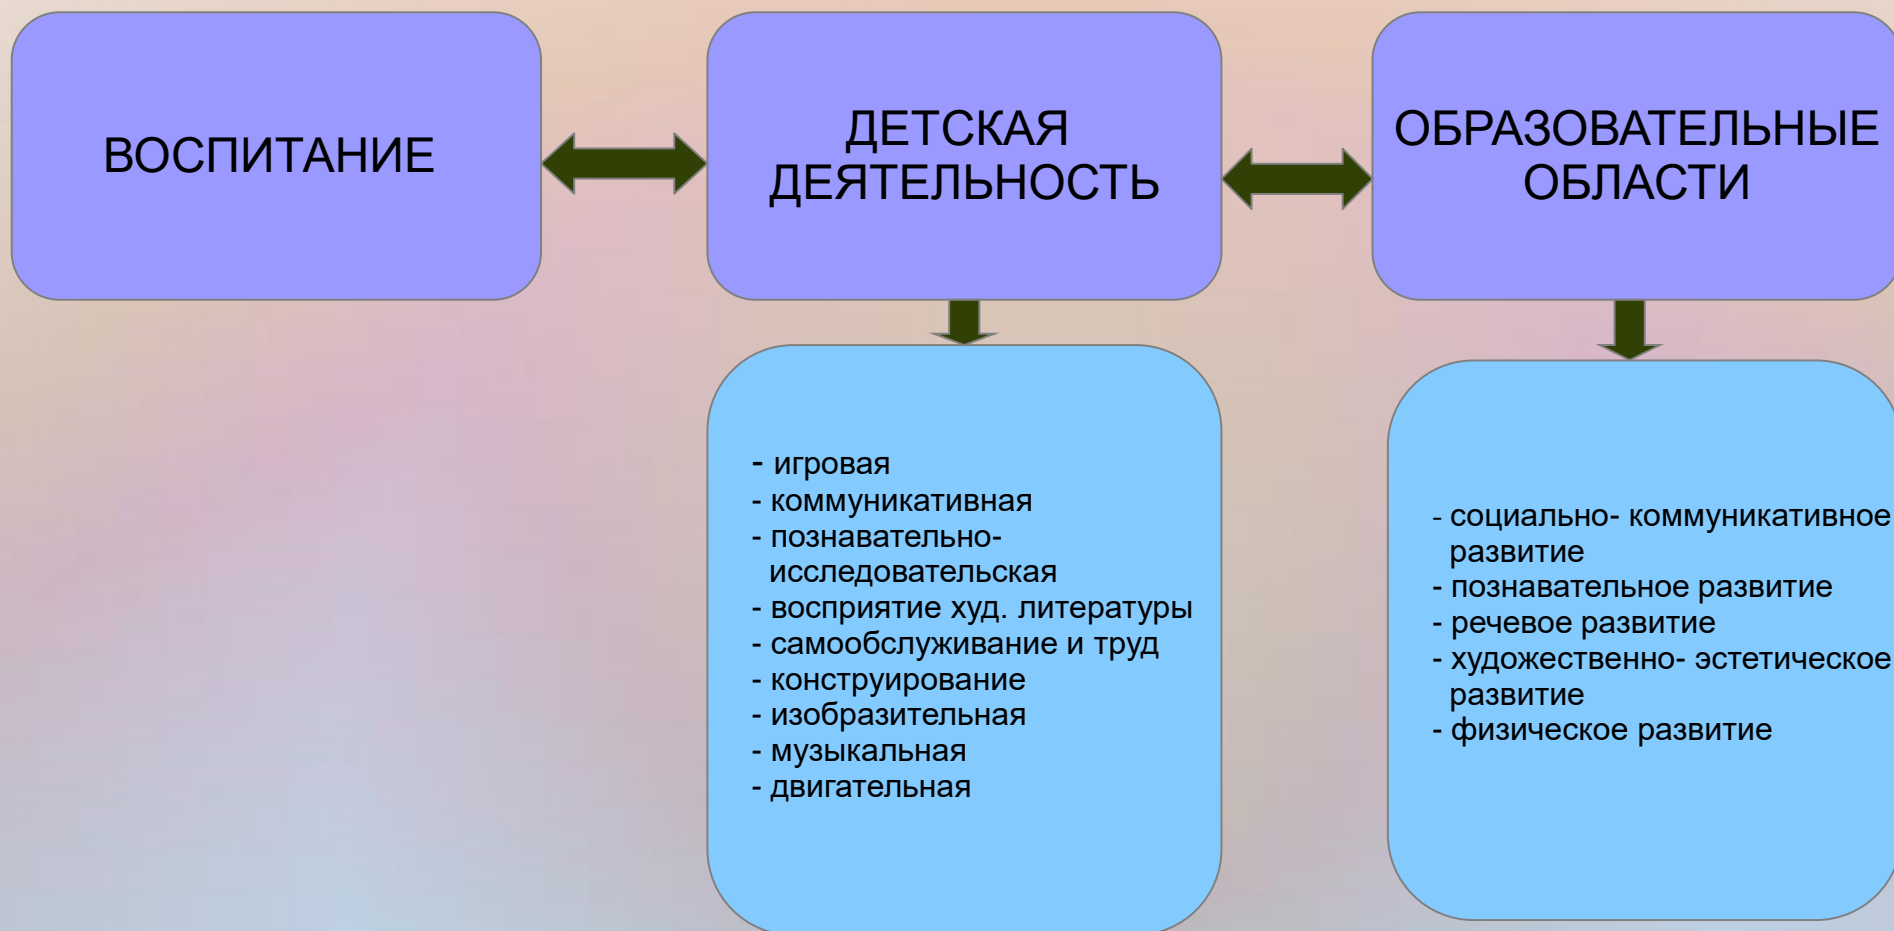 ВОСПИТАНИЕ
ДЕТСКАЯ
ДЕЯТЕЛЬНОСТЬ
ОБРАЗОВАТЕЛЬНЫЕ
ОБЛАСТИ
- игровая
- коммуникативная
- познавательно-
исследовательская
- восприятие худ. литературы
- самообслуживание и труд
- конструирование
- изобразительная
- музыкальная
- двигательная
- социально- коммуникативное
развитие
- познавательное развитие
- речевое развитие
- художественно- эстетическое
развитие
- физическое развитие